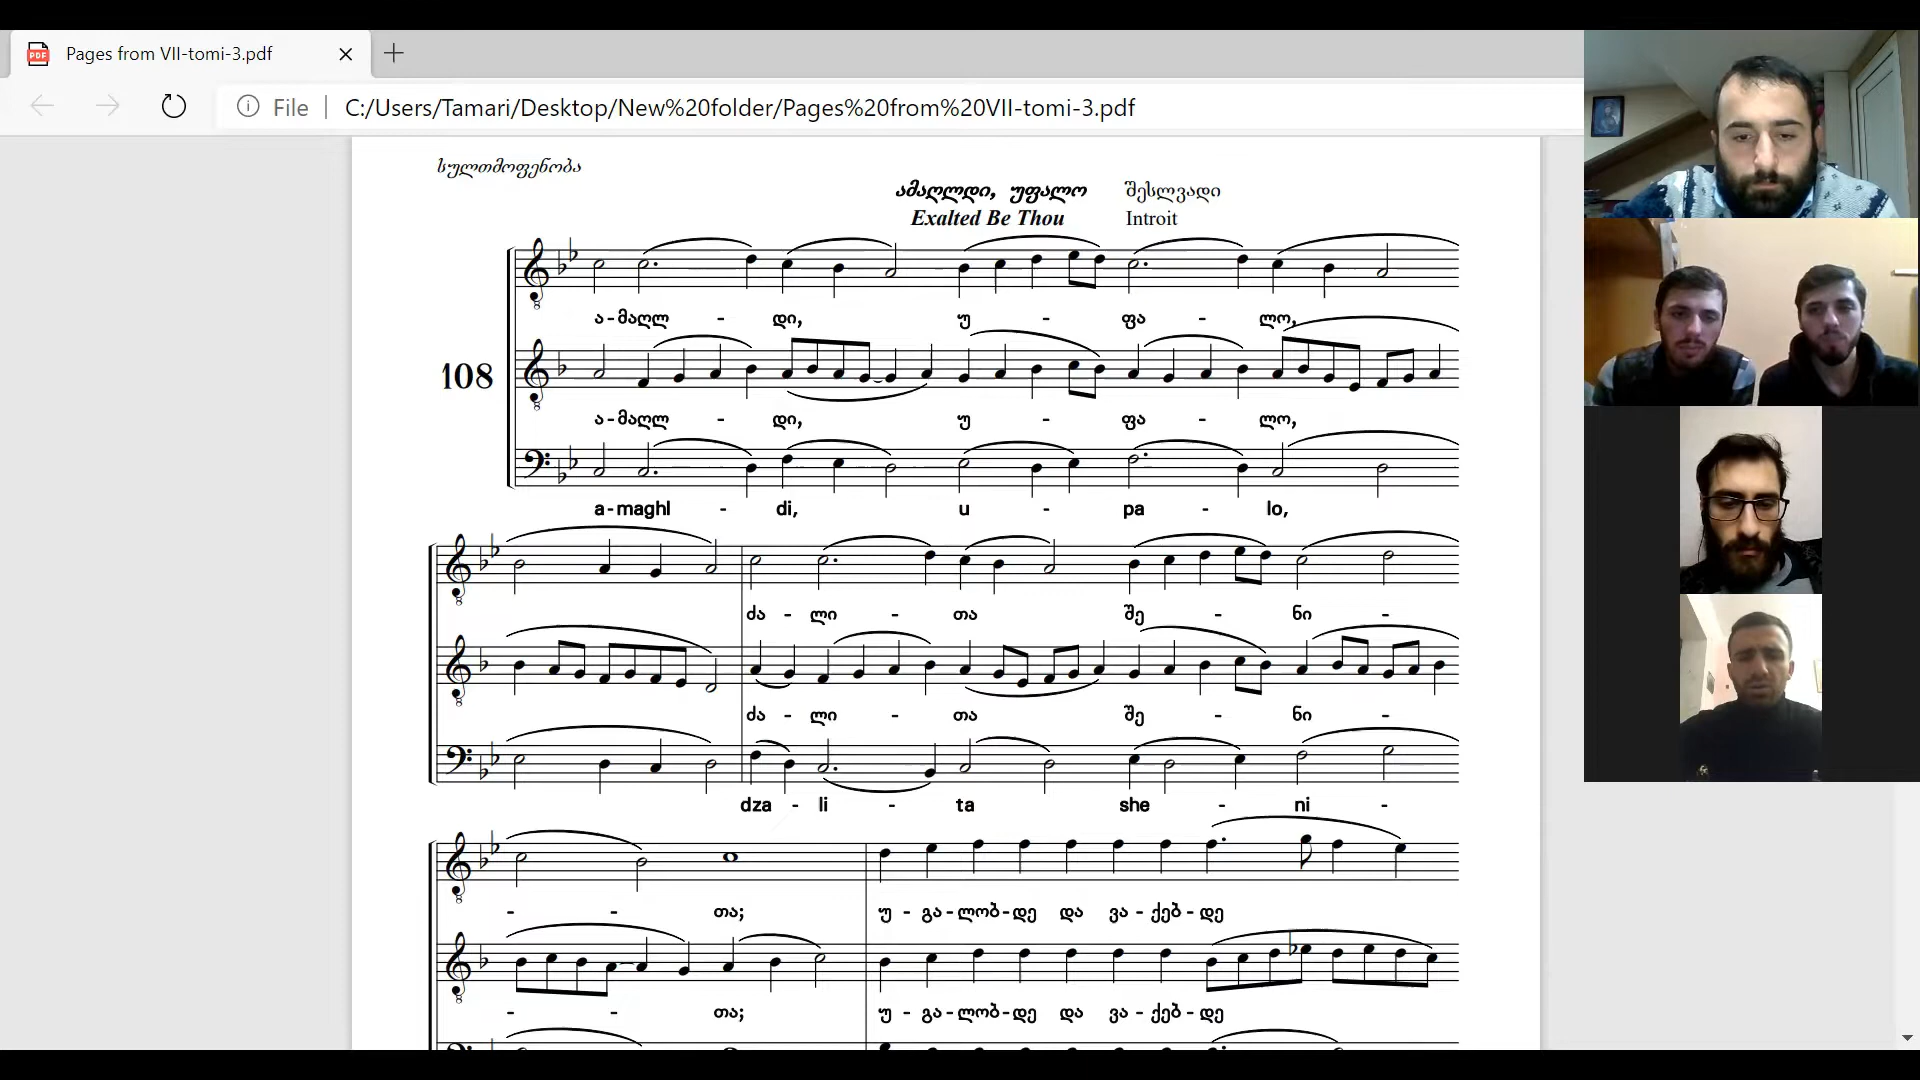 Pages from VII-tomi-3.pdf
File | C:/Users/Tamari/Desktop/New%20folder/Pages%20from%20VII-tomi-3.pdf
სულთმოფენობა
ამაღლდი, უფალო შესლვადი
Exalted Be Thou Introit
ა-მაღლ - დი, უ - ფა - ლო,
108
ა-მაღლ - დი, უ - ფა - ლო,
a-maghl - di, u - pa - lo,
ძა - ლი - თა შე - ნი -
ძა - ლი - თა შე - ნი -
dza - li - ta she - ni -
- - თა; უ - გა-ლობ-დე და ვა-ქებ-დე
- - თა; უ - გა-ლობ-დე და ვა-ქებ-დე